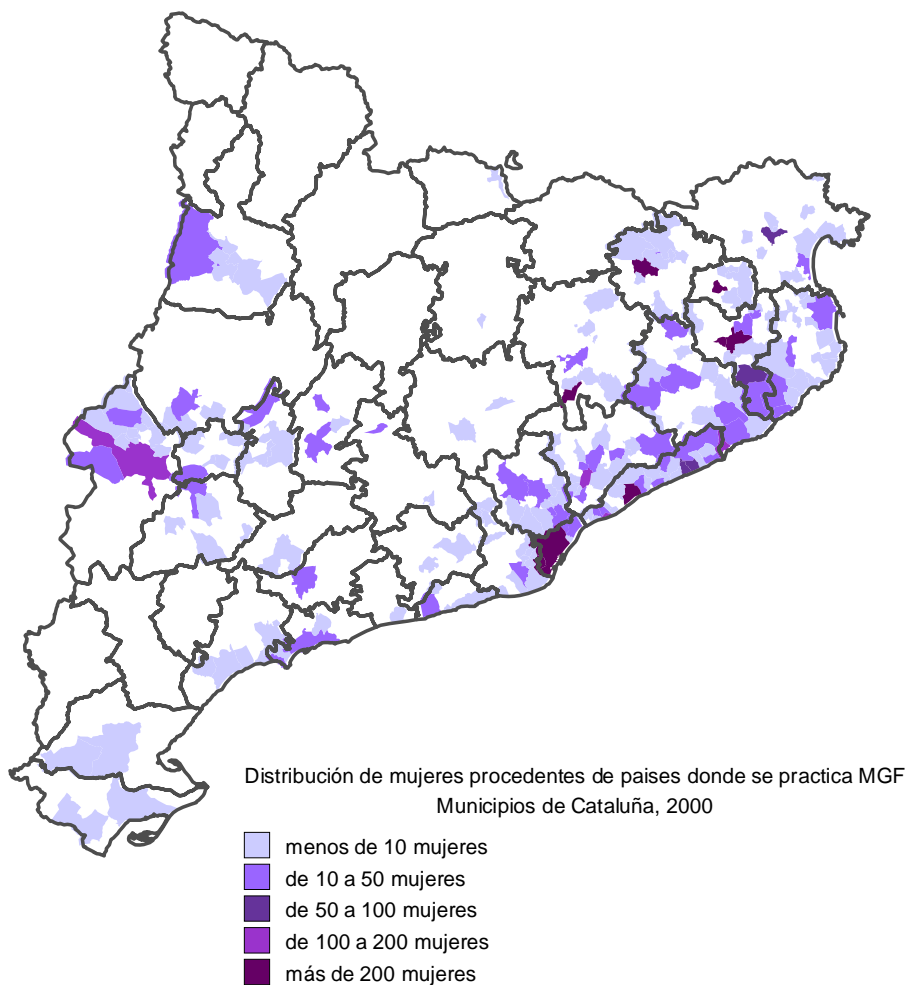 Distribución de mujeres procedentes de paises donde se practica MGF
Municipios de Cataluña, 2000
menos de 10 mujeres
de 10 a 50 mujeres
de 50 a 100 mujeres
de 100 a 200 mujeres
más de 200 mujeres